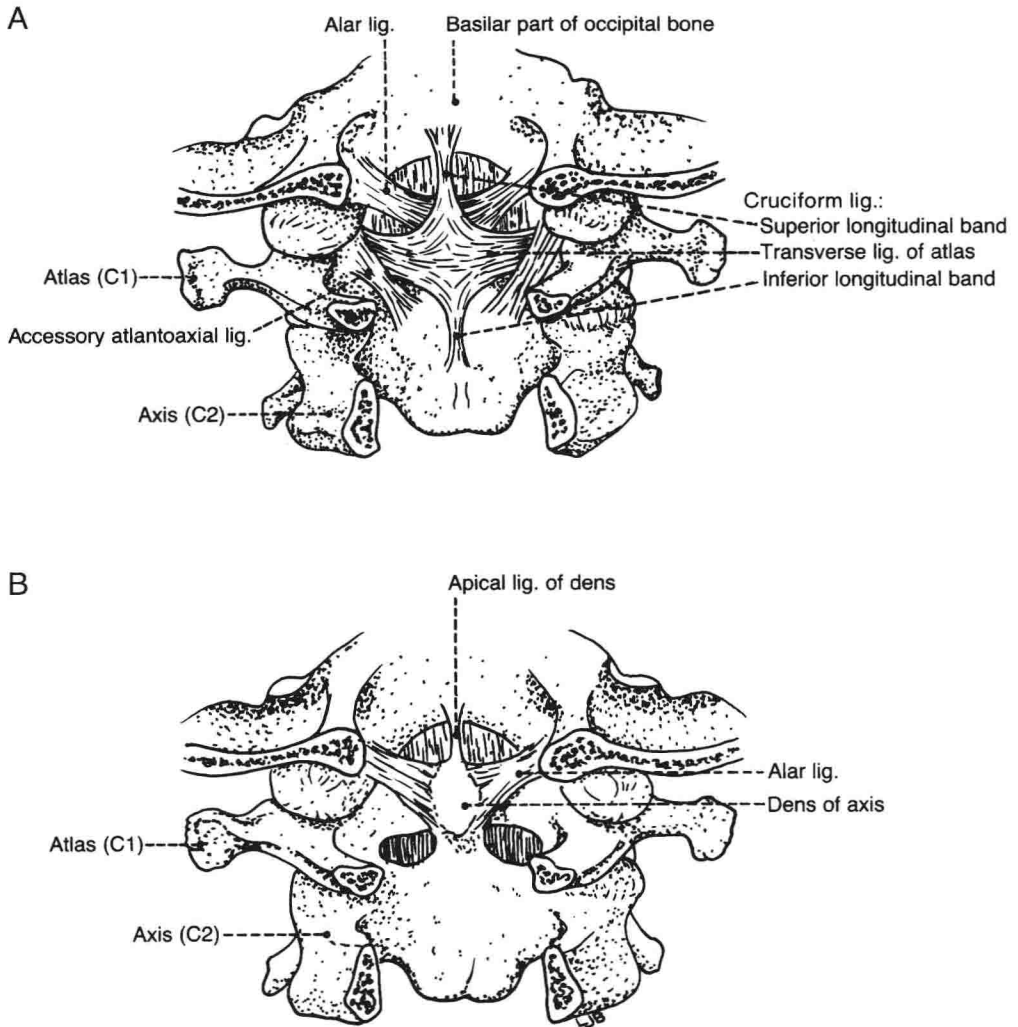 A
Alar lig.
Basilar part of occipital bone
Cruciform lig.:
Superior longitudinal band
Transverse lig. of atlas
Inferior longitudinal band
Atlas (C1)
Accessory atlantoaxial lig.
Axis (C2)
B
Apical lig. of dens
Alar lig.
Dens of axis
Atlas (C1)
Axis (C2)